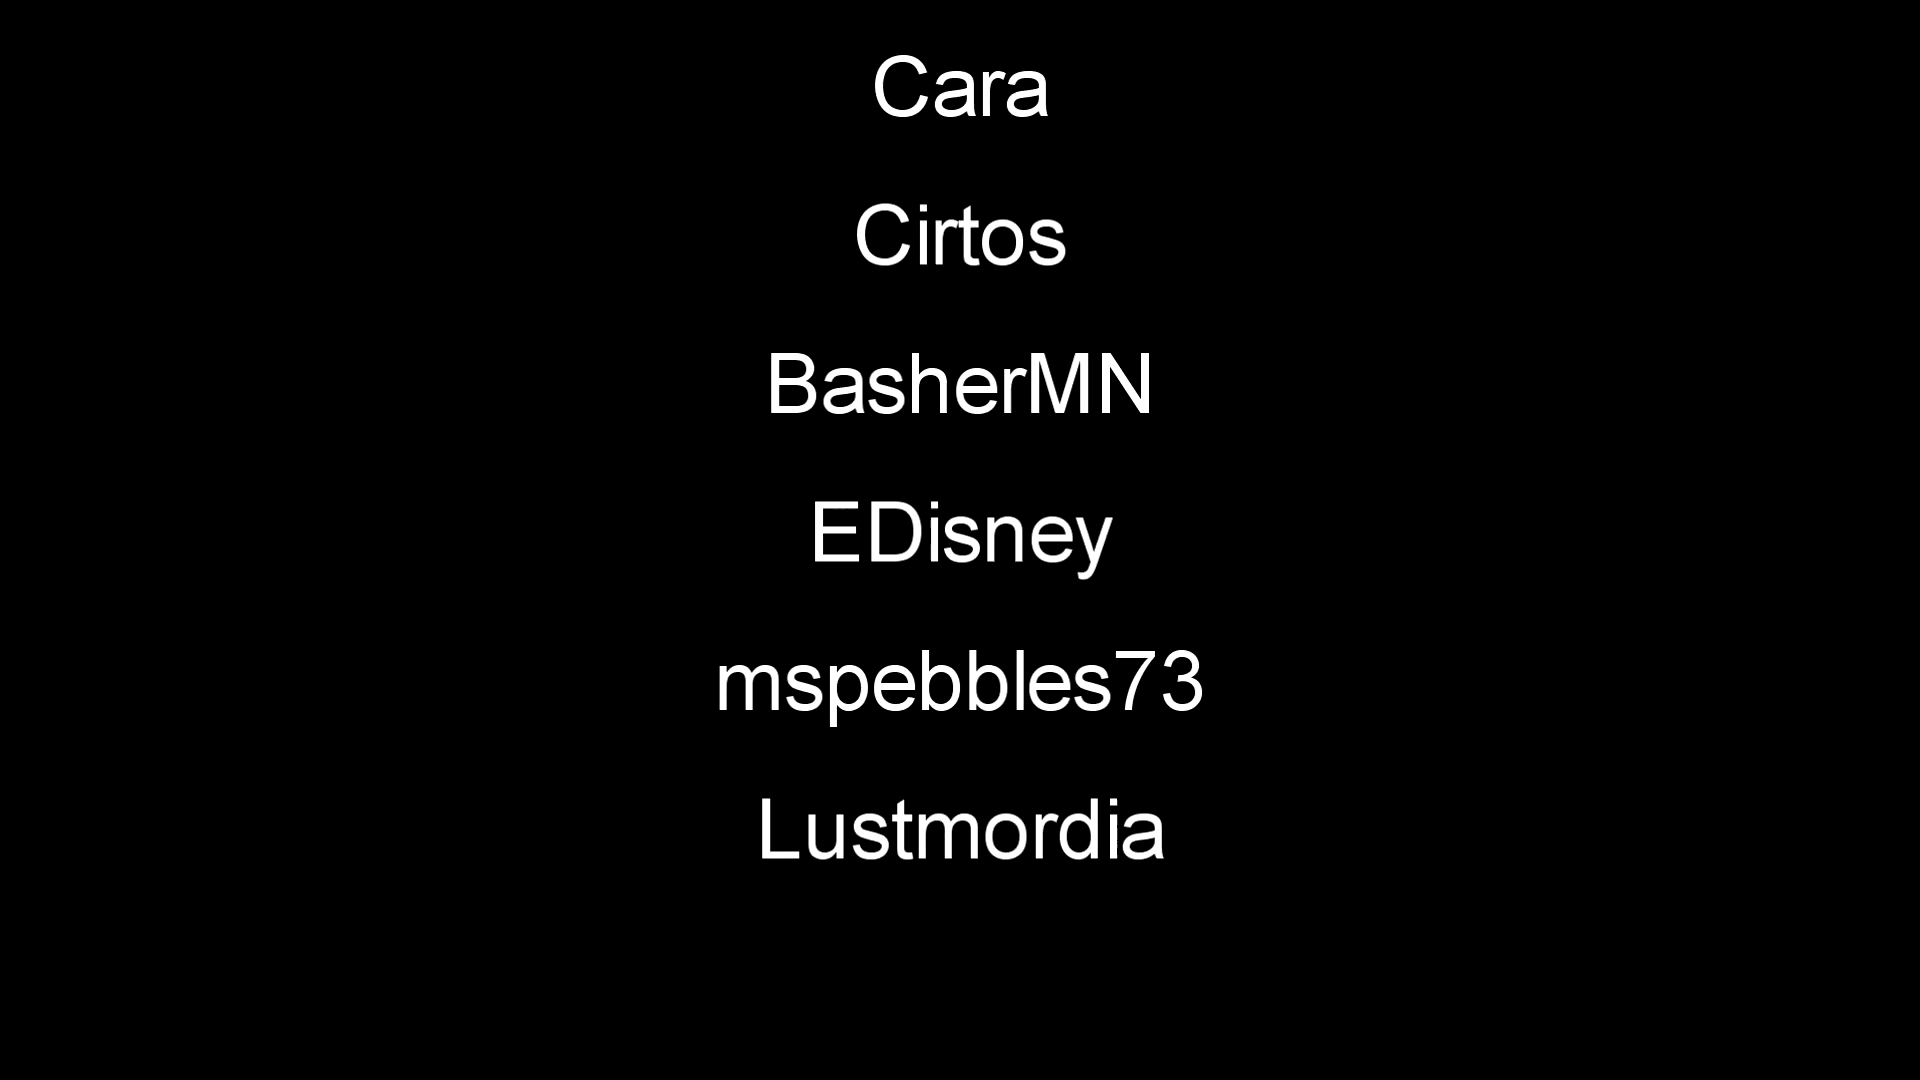 Cara
Cirtos
BasherMN
EDisney
mspebbles73
Lustmordia